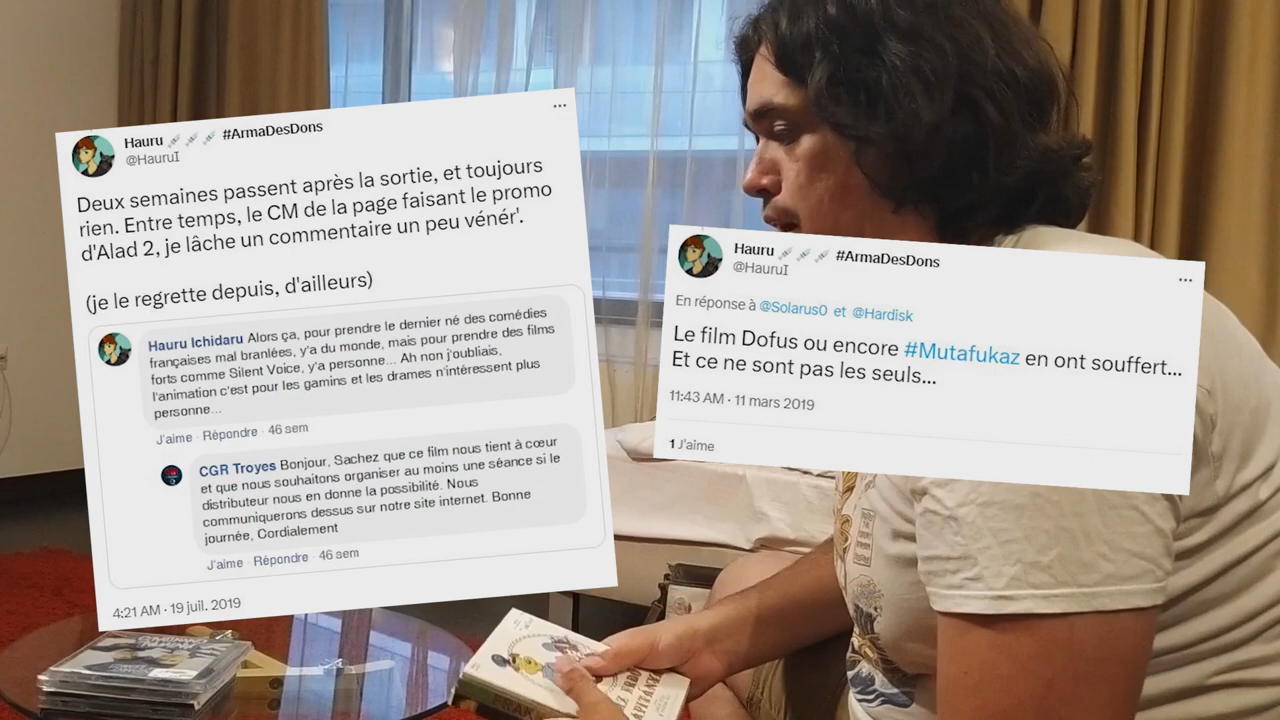 Hauru #ArmaDesDons
@HauruI
Deux semaines passent après la sortie, et toujours
rien. Entre temps, le CM de la page faisant le promo
d'Alad 2, je lâche un commentaire un peu vénér'.
(je le regrette depuis, d'ailleurs)
Hauru Ichidaru Alors ça, pour prendre le dernier né des comédies
françaises mal branlées, y'a du monde, mais pour prendre des films
forts comme Silent Voice, y'a personne... Ah non j'oubliais,
l'animation c'est pour les gamins et les drames n'intéressent plus
personne...
J'aime · Répondre · 46 sem
CGR Troyes Bonjour, Sachez que ce film nous tient à cœur
et que nous souhaitons organiser au moins une séance si le
distributeur nous en donne la possibilité. Nous
communiquerons dessus sur notre site internet. Bonne
journée, Cordialement
J'aime · Répondre · 46 sem
4:21 AM · 19 juil. 2019
Hauru #ArmaDesDons
@HauruI
En réponse à @Solarus0 et @Hardisk
Le film Dofus ou encore #Mutafukaz en ont souffert...
Et ce ne sont pas les seuls...
11:43 AM · 11 mars 2019
1 J'aime